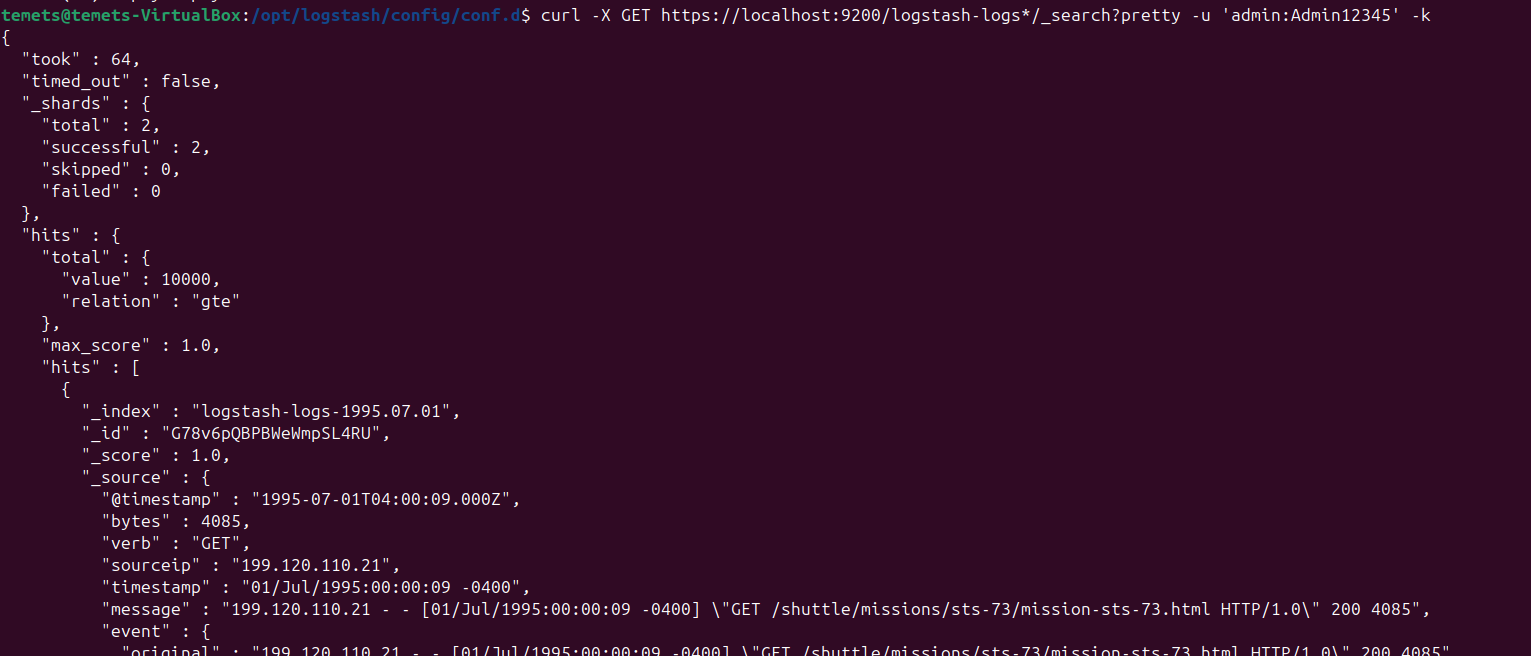 temets@temets-VirtualBox:/opt/logstash/config/conf.d$ curl -X GET https://localhost:9200/logstash-logs*/_search?pretty -u 'admin:Admin12345' -k
{
  "took" : 64,
  "timed_out" : false,
  "_shards" : {
    "total" : 2,
    "successful" : 2,
    "skipped" : 0,
    "failed" : 0
  },
  "hits" : {
    "total" : {
      "value" : 10000,
      "relation" : "gte"
    },
    "max_score" : 1.0,
    "hits" : [
      {
        "_index" : "logstash-logs-1995.07.01",
        "_id" : "G78v6pQBPBWeWmpSL4RU",
        "_score" : 1.0,
        "_source" : {
          "@timestamp" : "1995-07-01T04:00:09.000Z",
          "bytes" : 4085,
          "verb" : "GET",
          "sourceip" : "199.120.110.21",
          "timestamp" : "01/Jul/1995:00:00:09 -0400",
          "message" : "199.120.110.21 - - [01/Jul/1995:00:00:09 -0400] \"GET /shuttle/missions/sts-73/mission-sts-73.html HTTP/1.0\" 200 4085",
          "event" : {
            "original" : "199.120.110.21 - - [01/Jul/1995:00:00:09 -0400] \"GET /shuttle/missions/sts-73/mission-sts-73.html HTTP/1.0\" 200 4085"